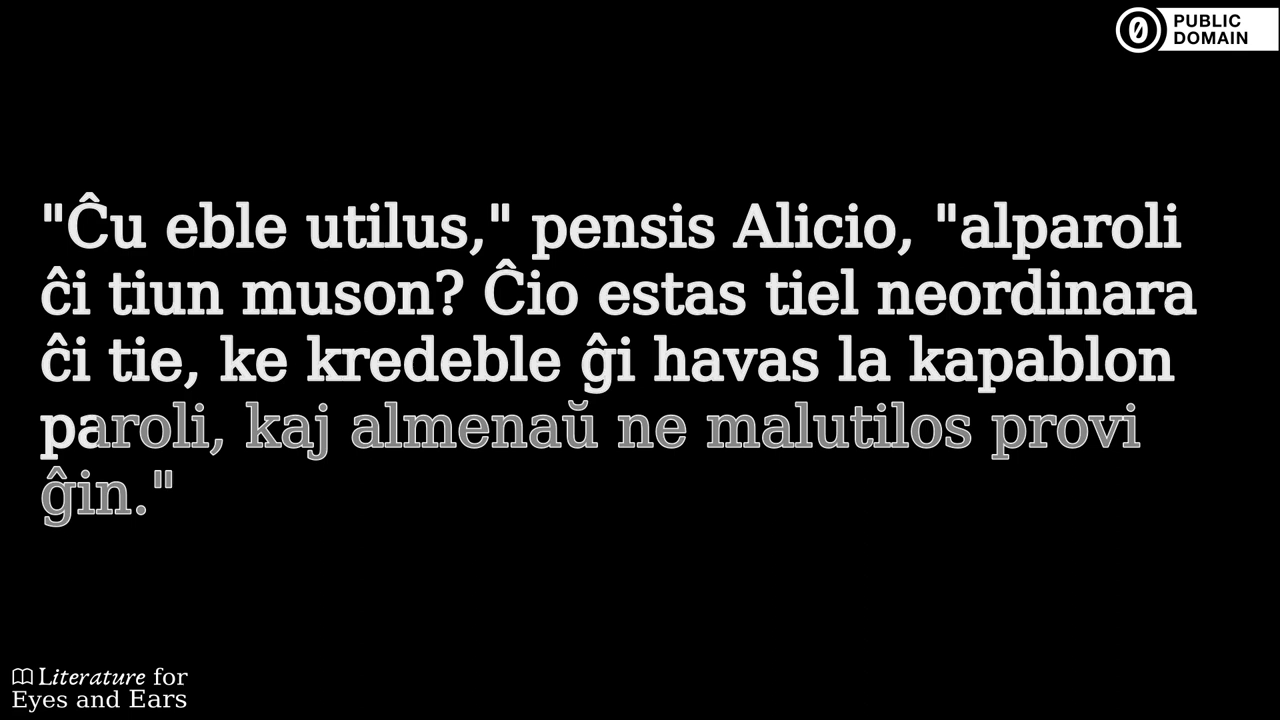 PUBLIC
DOMAIN
"Ĉu eble utilus," pensis Alicio, "alparoli
ĉi tiun muson? Ĉio estas tiel neordinara
ĉi tie, ke kredeble ĝi havas la kapablon
paroli, kaj almenaŭ ne malutilos provi
ĝin."
Literature for
Eyes and Ears